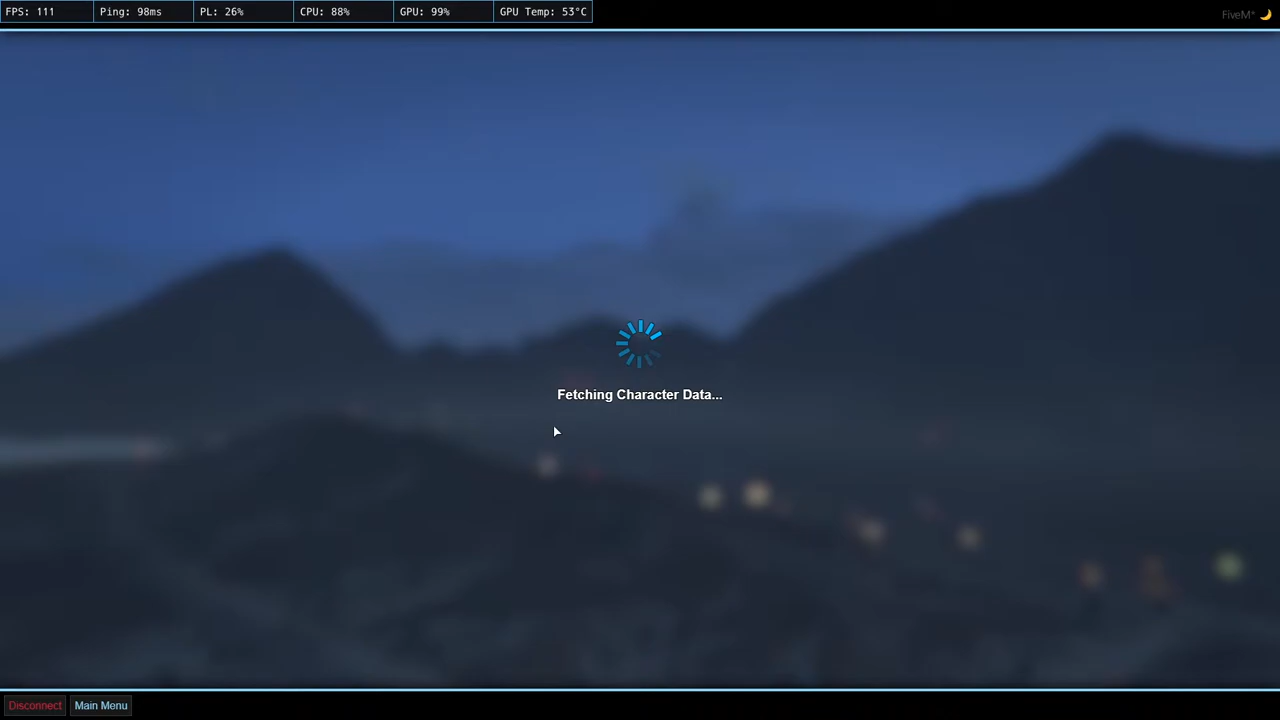 FPS: 111 Ping: 98ms PL: 26% CPU: 88% GPU: 99% GPU Temp: 53°C FiveM*
Fetching Character Data...
Disconnect Main Menu